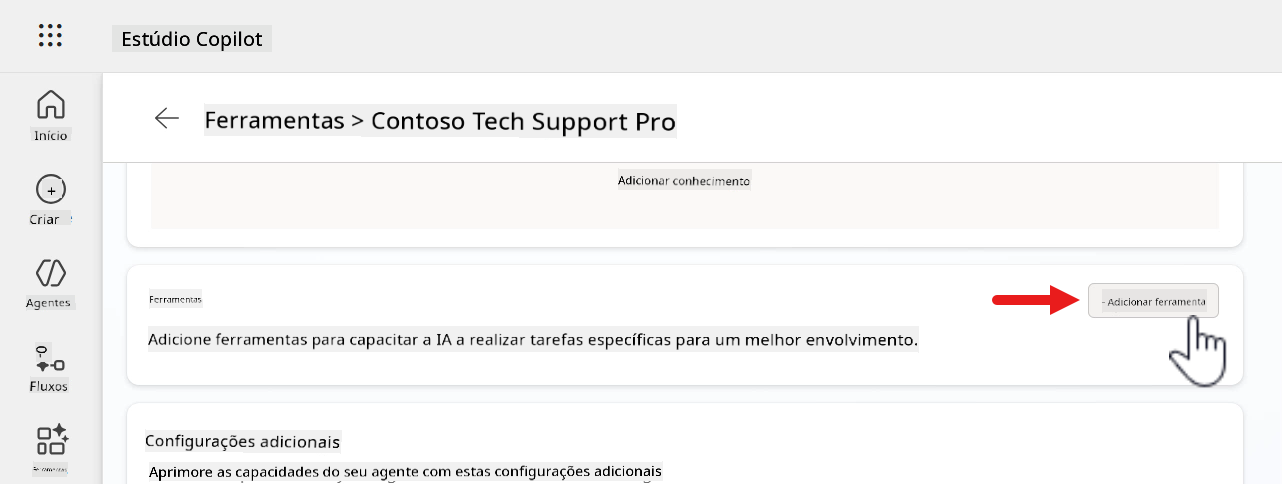 Estúdio Copilot
Ferramentas > Contoso Tech Support Pro
Início
Criar
Agentes
Fluxos
Ferramentas
Adicionar conhecimento
Ferramentas
- Adicionar ferramenta
Adicione ferramentas para capacitar a IA a realizar tarefas específicas para um melhor envolvimento.
Configurações adicionais
Aprimore as capacidades do seu agente com estas configurações adicionais